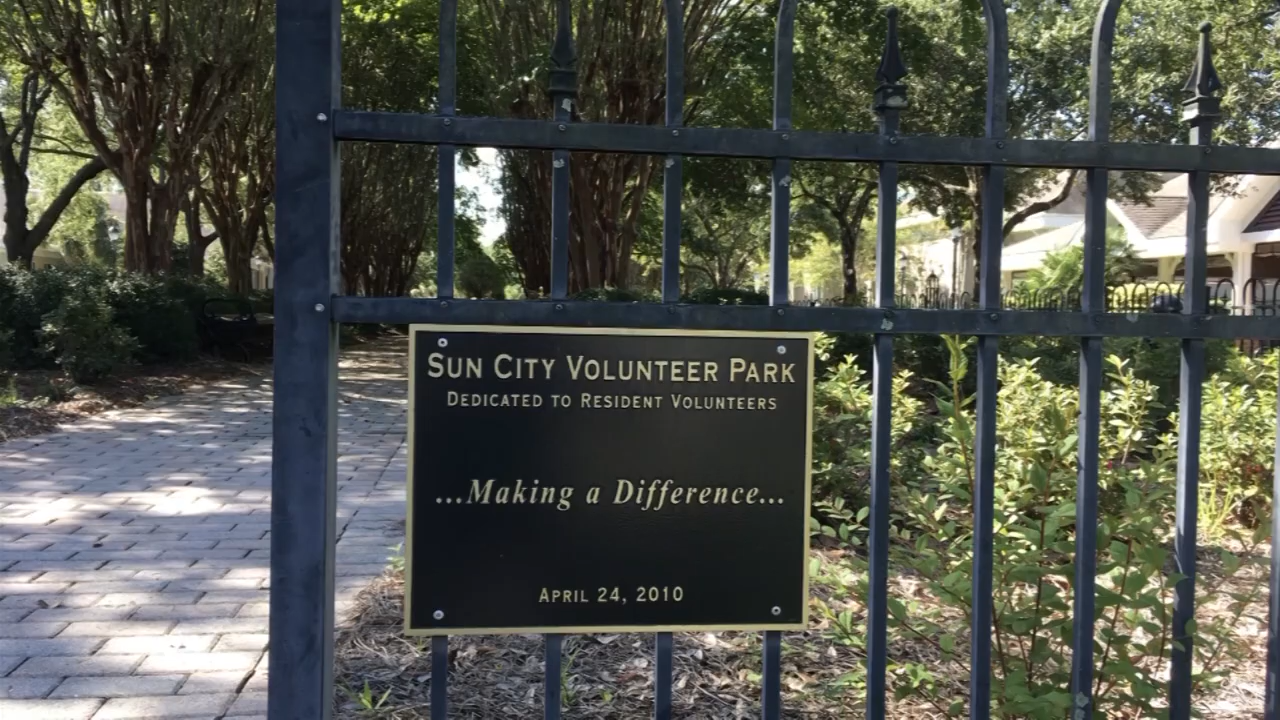 SUN CITY VOLUNTEER PARK
DEDICATED TO RESIDENT VOLUNTEERS
...Making a Difference...
APRIL 24, 2010